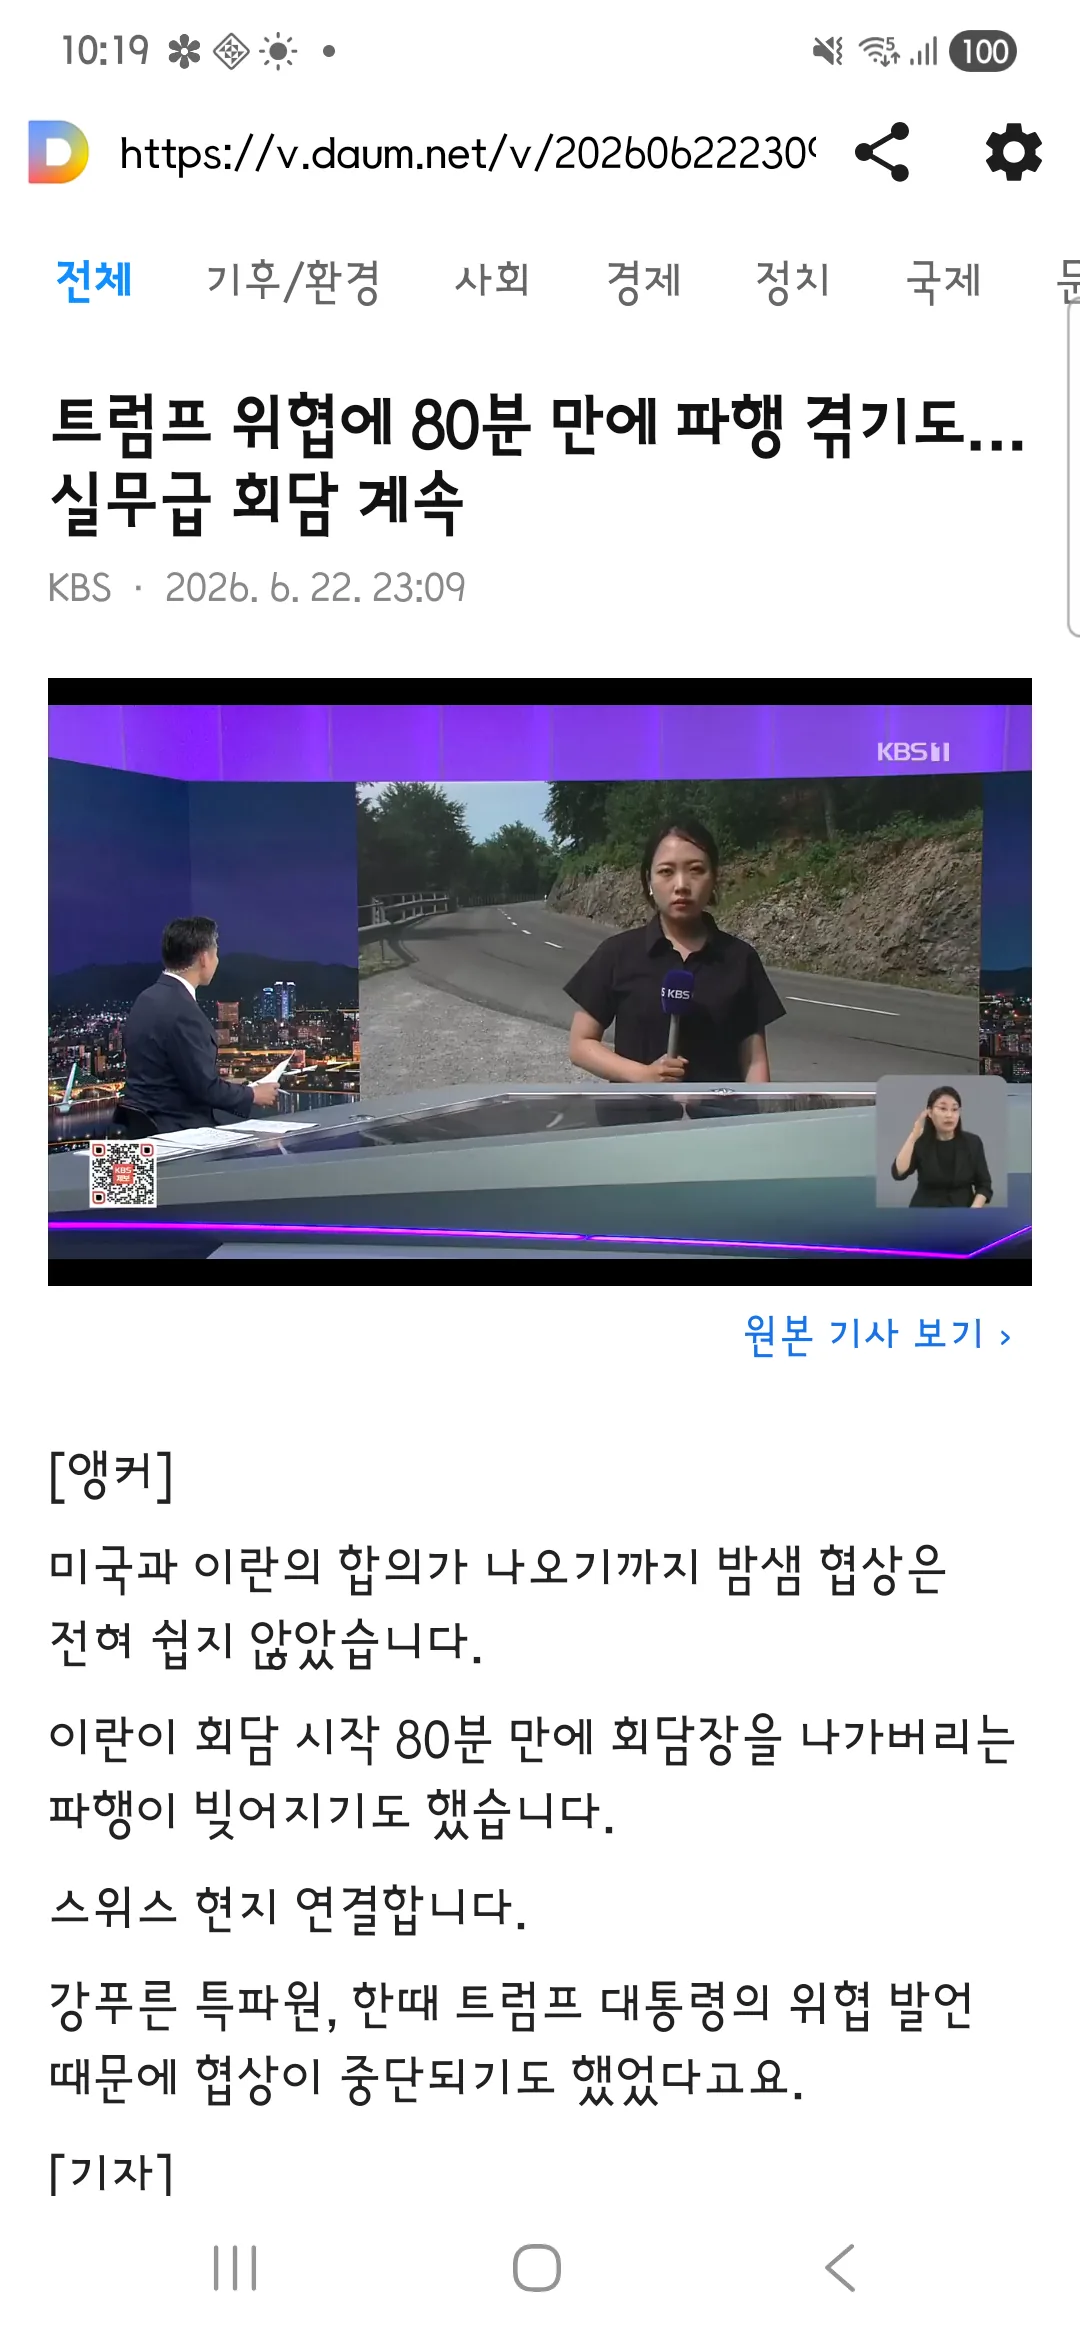 10:19
5
100
D https://v.daum.net/v/202606222309
전체 기후/환경 사회 경제 정치 국제
트럼프 위협에 80분 만에 파행 겪기도…
실무급 회담 계속
KBS · 2026. 6. 22. 23:09
KBS 1
KBS
KBS
제보
원본 기사 보기 ›
[앵커]
미국과 이란의 합의가 나오기까지 밤샘 협상은
전혀 쉽지 않았습니다.
이란이 회담 시작 80분 만에 회담장을 나가버리는
파행이 빚어지기도 했습니다.
스위스 현지 연결합니다.
강푸른 특파원, 한때 트럼프 대통령의 위협 발언
때문에 협상이 중단되기도 했었다고요.
[기자]